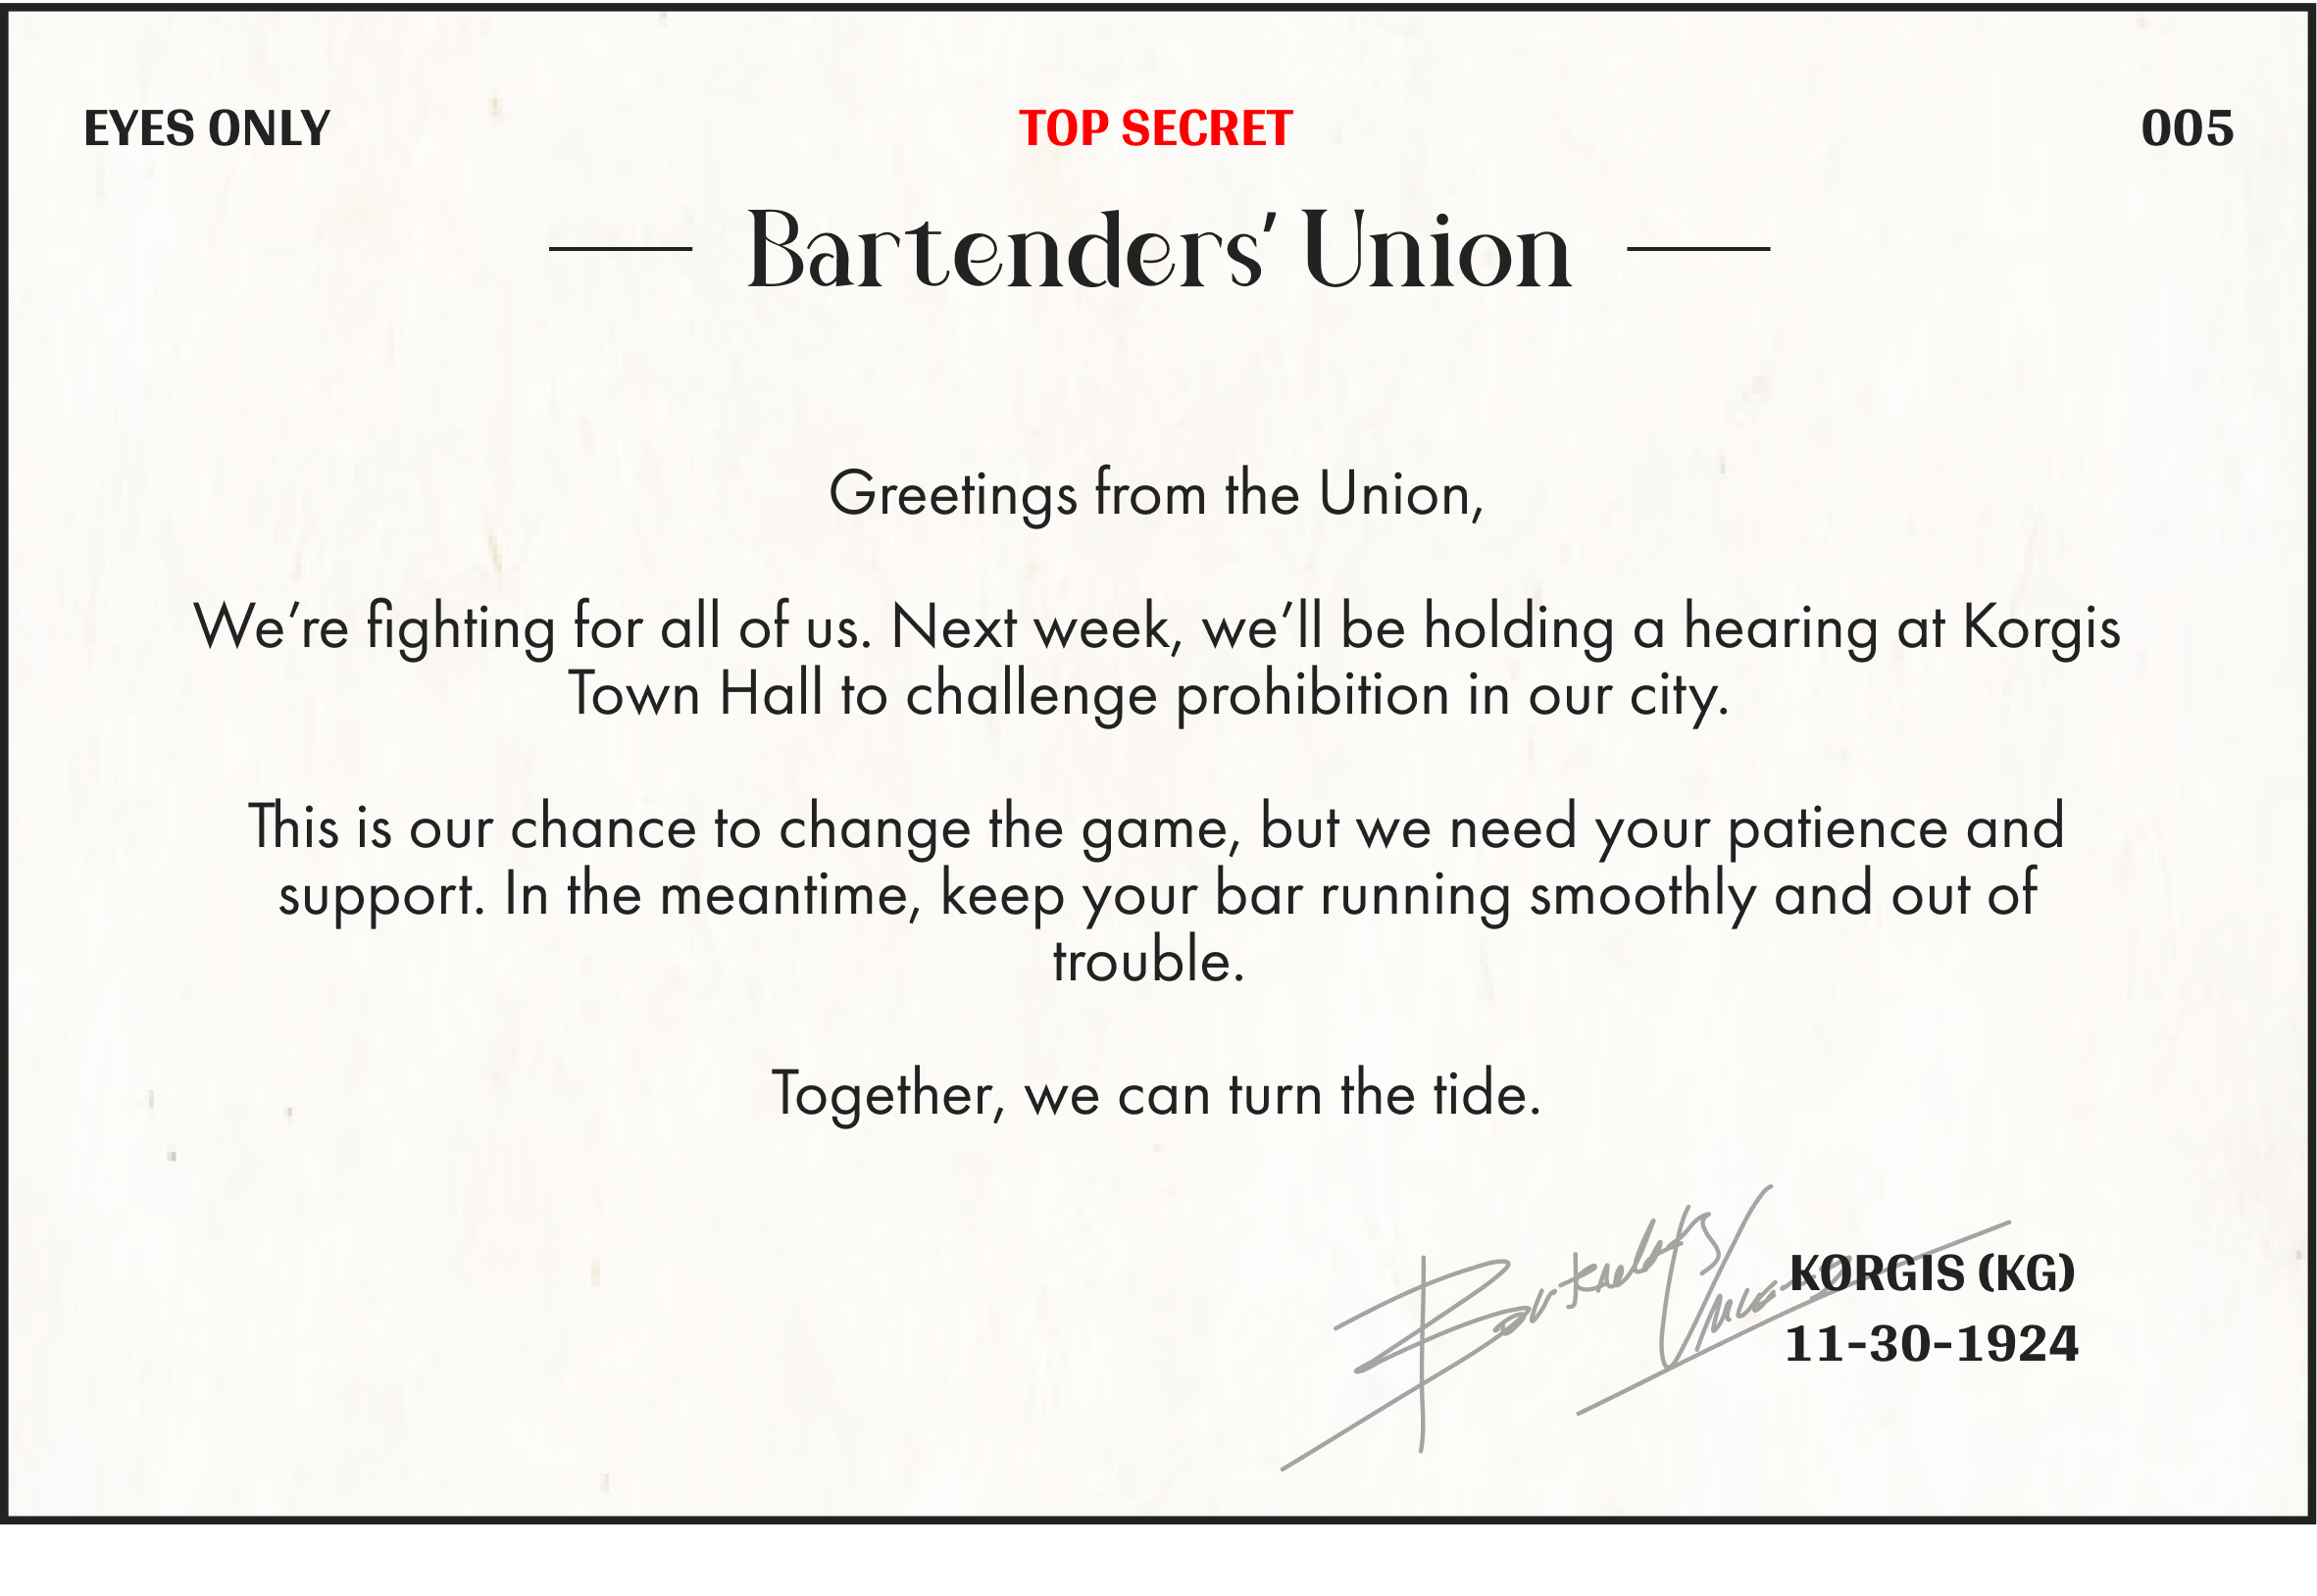 EYES ONLY TOP SECRET 005
Bartenders’ Union
Greetings from the Union,
We’re fighting for all of us. Next week, we’ll be holding a hearing at Korgis
Town Hall to challenge prohibition in our city.
This is our chance to change the game, but we need your patience and
support. In the meantime, keep your bar running smoothly and out of
trouble.
Together, we can turn the tide.
Bartenders Union
KORGIS (KG)
11-30-1924